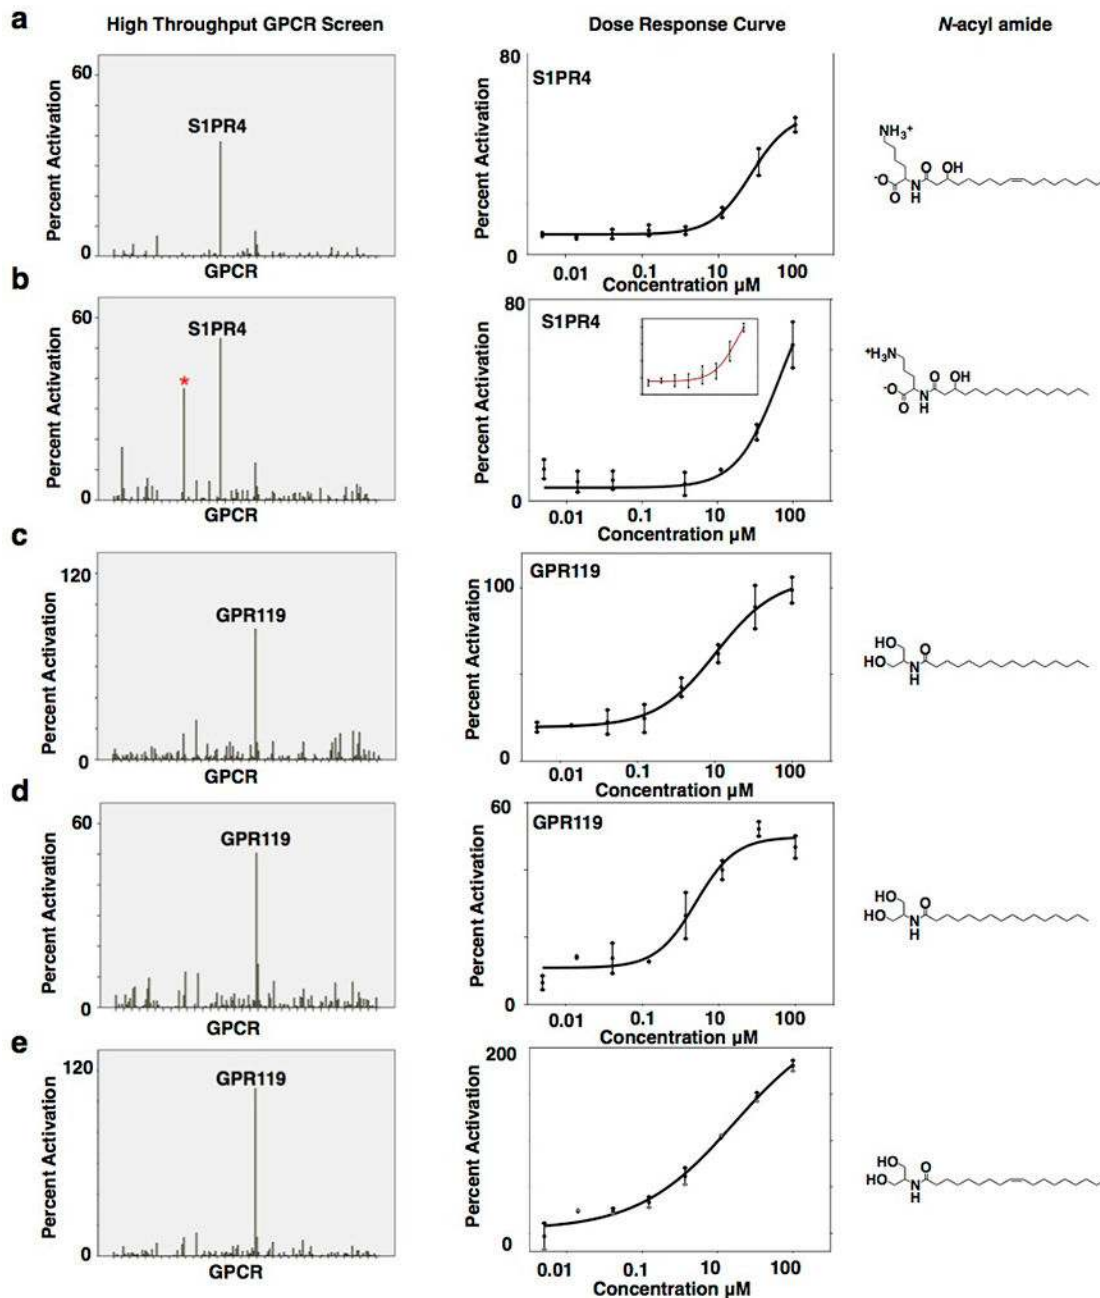 a High Throughput GPCR Screen Dose Response Curve N-acyl amide
Percent Activation
60
0
S1PR4
GPCR
Percent Activation
80
0
S1PR4
0.01 0.1 10 100
Concentration µM
NH3+
-O O OH
O N
H
b
Percent Activation
60
0
*
S1PR4
GPCR
Percent Activation
80
0
S1PR4
0.01 0.1 10 100
Concentration µM
+H3N
-O O OH
O N
H
c
Percent Activation
120
0
GPR119
GPCR
Percent Activation
100
0
GPR119
0.01 0.1 10 100
Concentration µM
HO O
HO N
H
d
Percent Activation
60
0
GPR119
GPCR
Percent Activation
60
0
GPR119
0.01 0.1 10 100
Concentration µM
HO O
HO N
H
e
Percent Activation
120
0
GPR119
GPCR
Percent Activation
200
0
0.01 0.1 10 100
Concentration µM
HO O
HO N
H